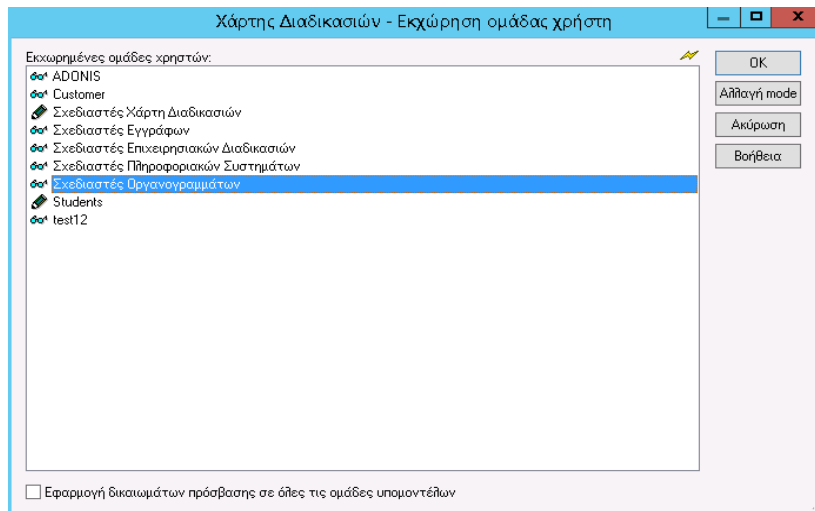 Χάρτης Διαδικασιών - Εκχώρηση ομάδας χρήστη
Εκχωρημένες ομάδες χρηστών:
ADONIS
Customer
Σχεδιαστές Χάρτη Διαδικασιών
Σχεδιαστές Εγγράφων
Σχεδιαστές Επιχειρησιακών Διαδικασιών
Σχεδιαστές Πληροφοριακών Συστημάτων
Σχεδιαστές Οργανογραμμάτων
Students
test12
OK
Αλλαγή mode
Ακύρωση
Βοήθεια
Εφαρμογή δικαιωμάτων πρόσβασης σε όλες τις ομάδες υπομοντέλων